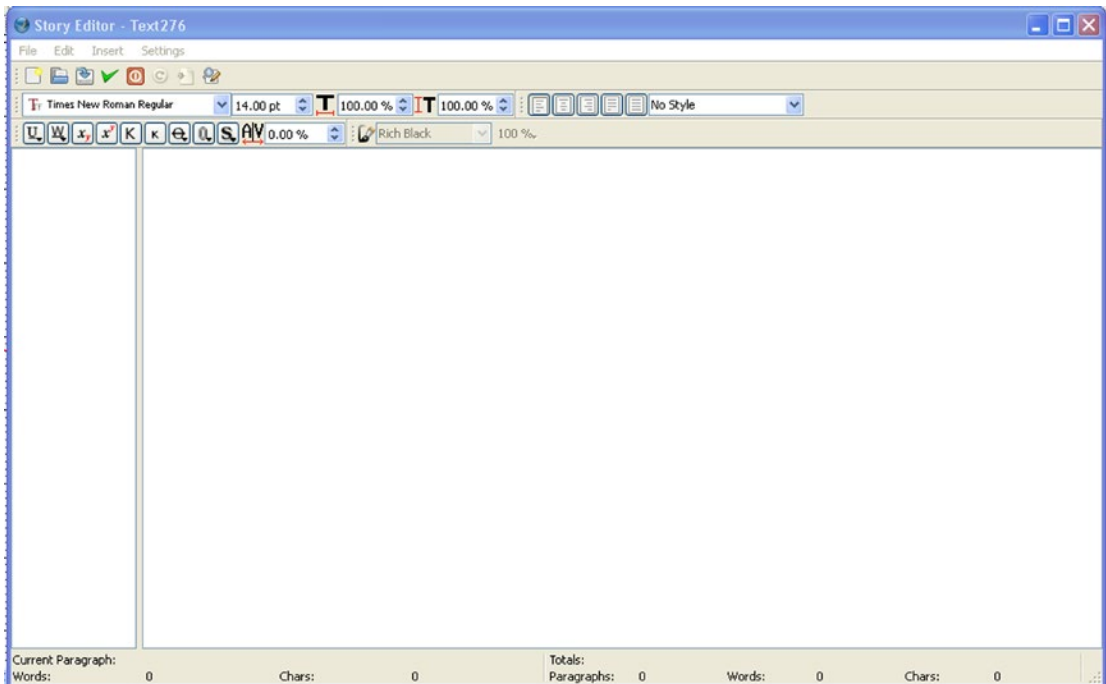 Story Editor - Text276
File Edit Insert Settings
Times New Roman Regular 14.00 pt 100.00 % 100.00 % No Style
U W x, x² K K O O S A|V 0.00 % Rich Black 100 %
Current Paragraph: Totals:
Words: 0 Chars: 0 Paragraphs: 0 Words: 0 Chars: 0